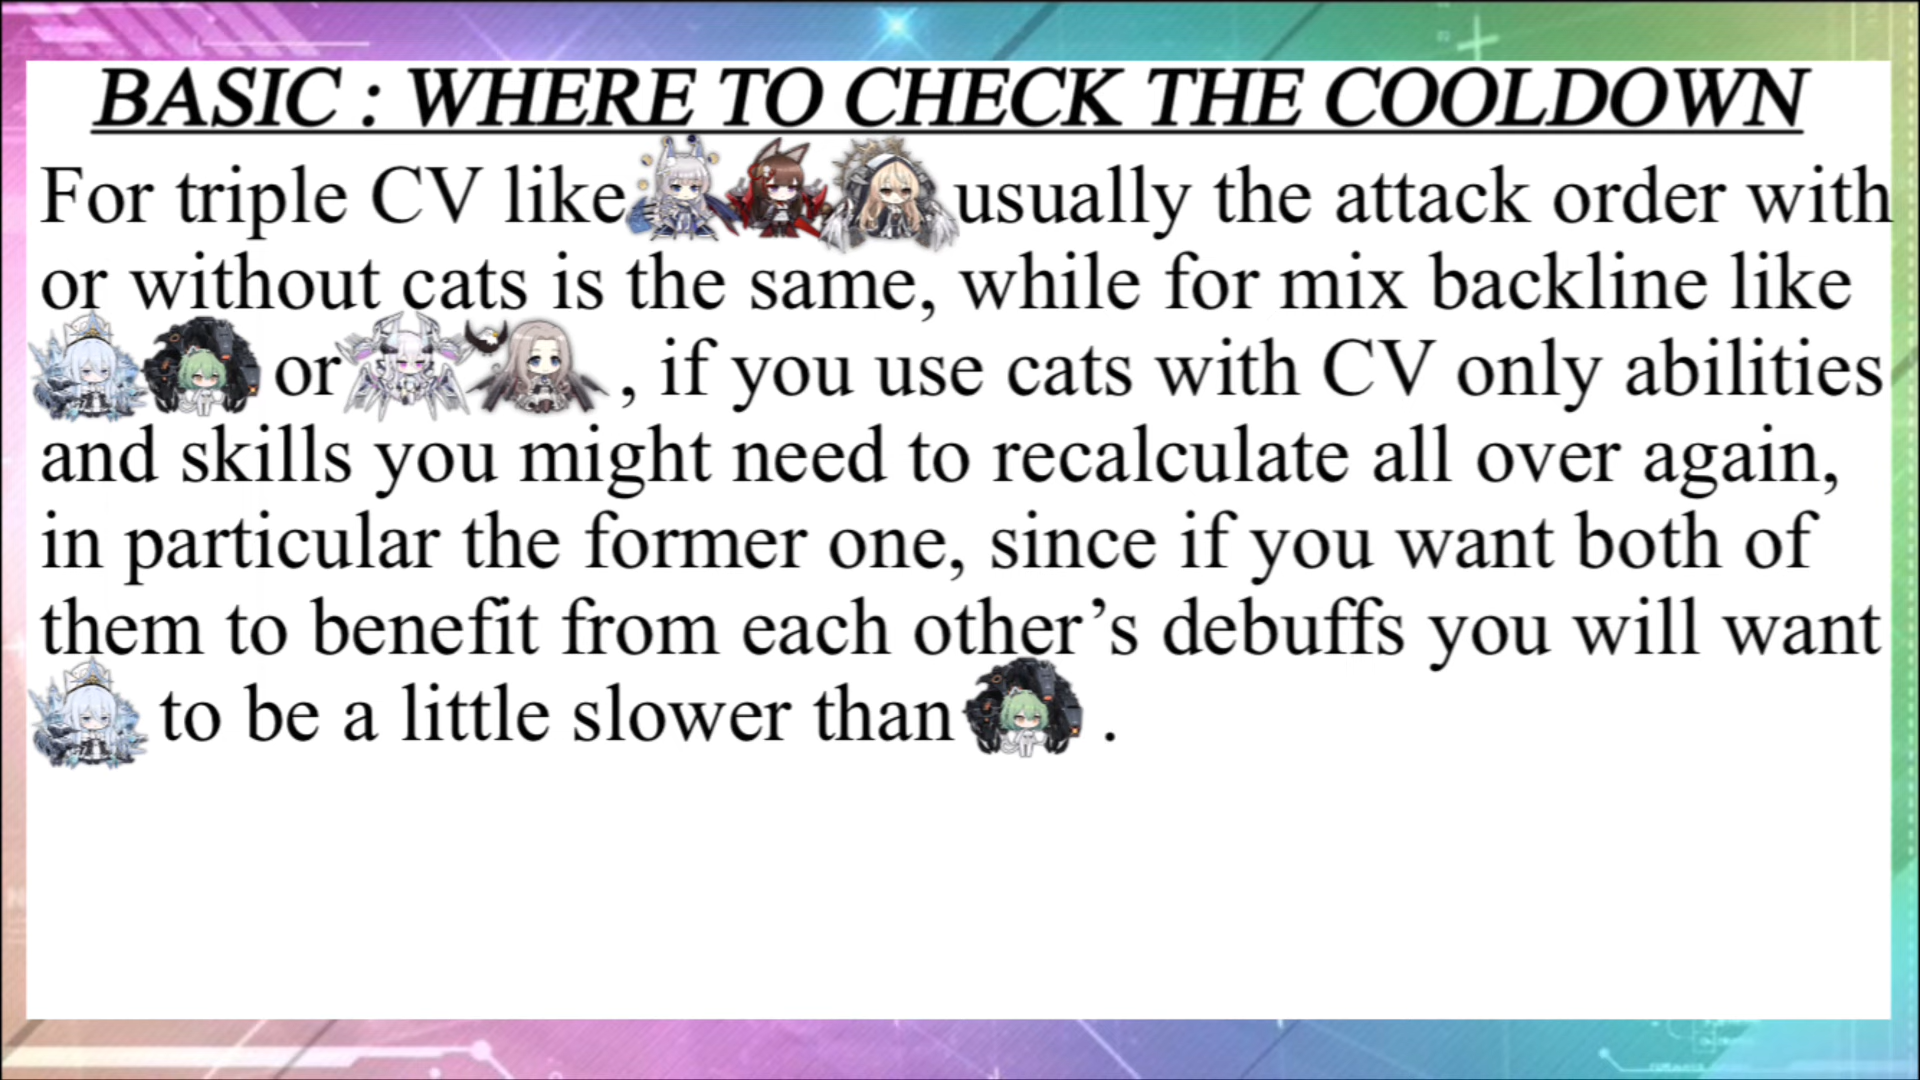 BASIC : WHERE TO CHECK THE COOLDOWN
For triple CV like usually the attack order with
or without cats is the same, while for mix backline like
or , if you use cats with CV only abilities
and skills you might need to recalculate all over again,
in particular the former one, since if you want both of
them to benefit from each other’s debuffs you will want
to be a little slower than .